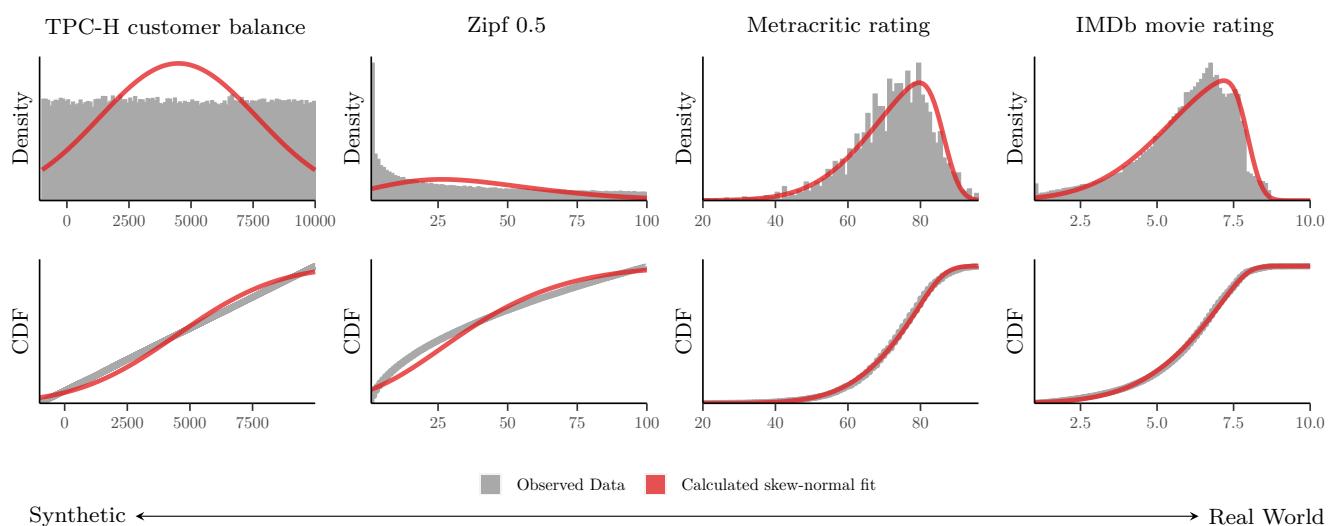 TPC-H customer balance
Zipf 0.5
Metracritic rating
IMDb movie rating
Density
Density
Density
Density
0 2500 5000 7500 10000
25 50 75 100
20 40 60 80
2.5 5.0 7.5 10.0
CDF
CDF
CDF
CDF
0 2500 5000 7500
25 50 75 100
20 40 60 80
2.5 5.0 7.5 10.0
Observed Data Calculated skew-normal fit
Synthetic Real World